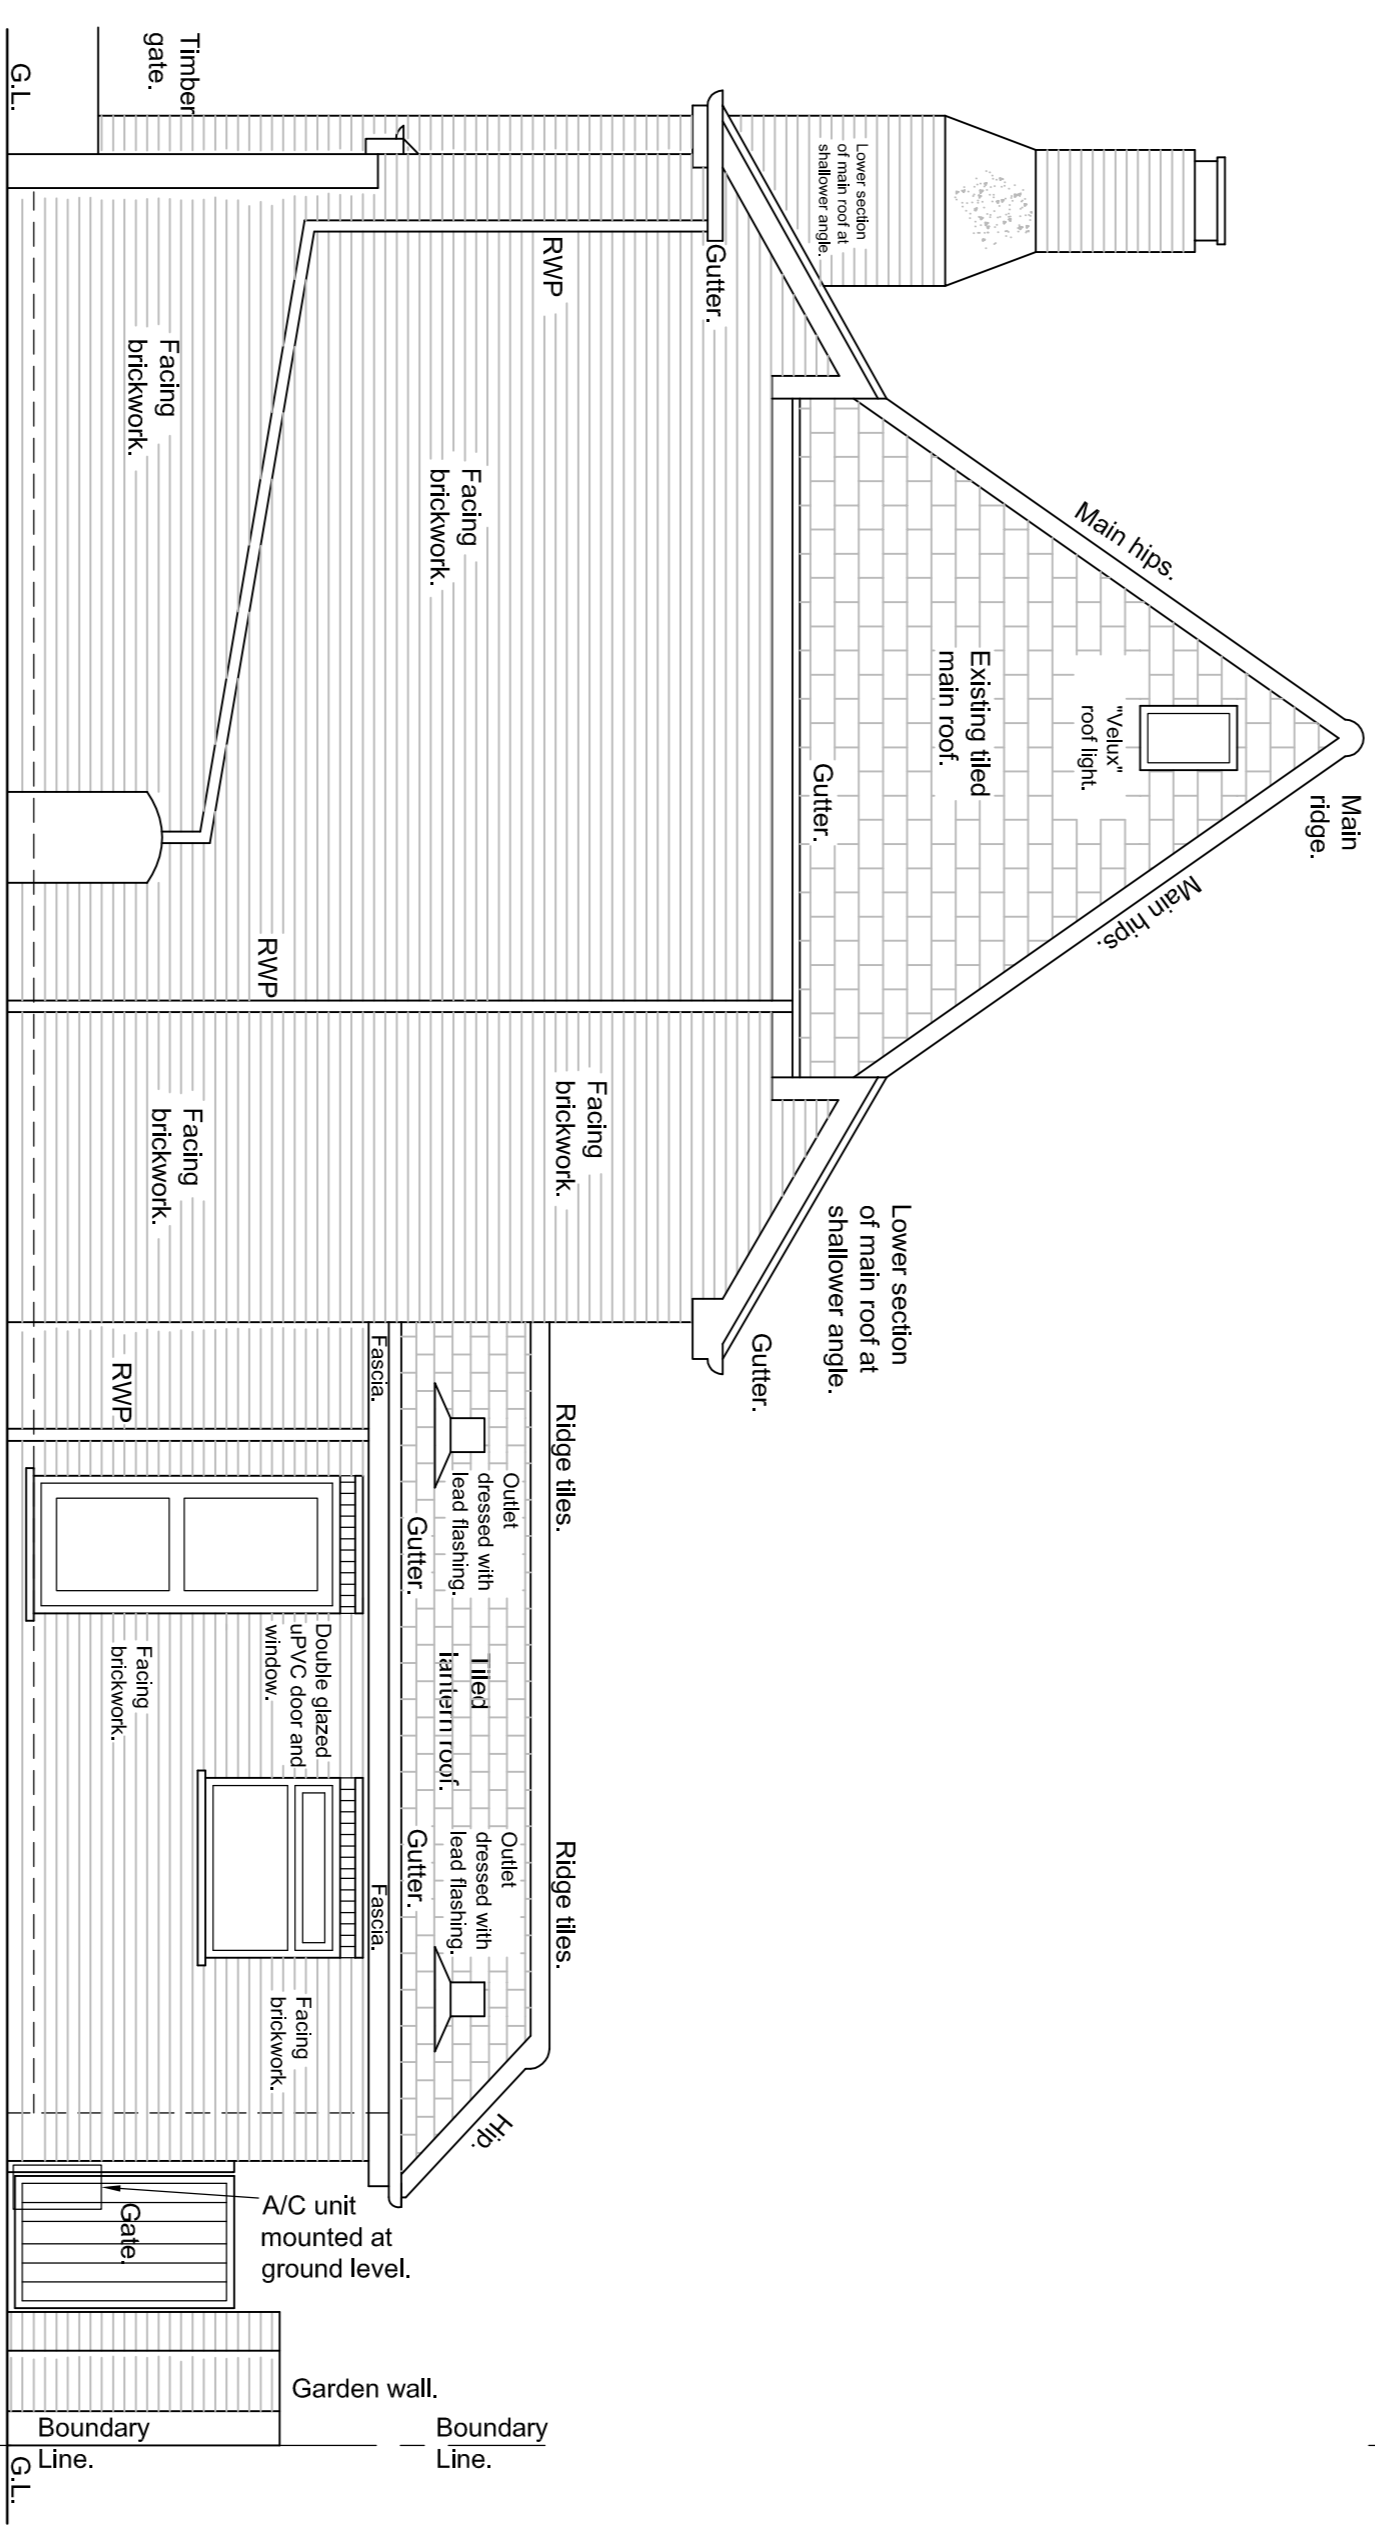 Main
ridge.
Main hips.
Main hips.
"Velux"
roof light.
Existing tiled
main roof.
Gutter.
Lower section
of main roof at
shallower angle.
Lower section
of main roof at
shallower angle.
Gutter.
Gutter.
RWP
Facing
brickwork.
Facing
brickwork.
Ridge tiles.
Ridge tiles.
Outlet
dressed with
lead flashing.
Tiled
lantern roof.
Outlet
dressed with
lead flashing.
Hip.
Gutter.
Gutter.
Fascia.
Fascia.
Timber
gate.
Facing
brickwork.
RWP
Facing
brickwork.
RWP
Double glazed
uPVC door and
window.
Facing
brickwork.
Facing
brickwork.
A/C unit
mounted at
ground level.
Gate.
Garden wall.
Boundary
Line.
Boundary
Line.
G.L.
G.L.